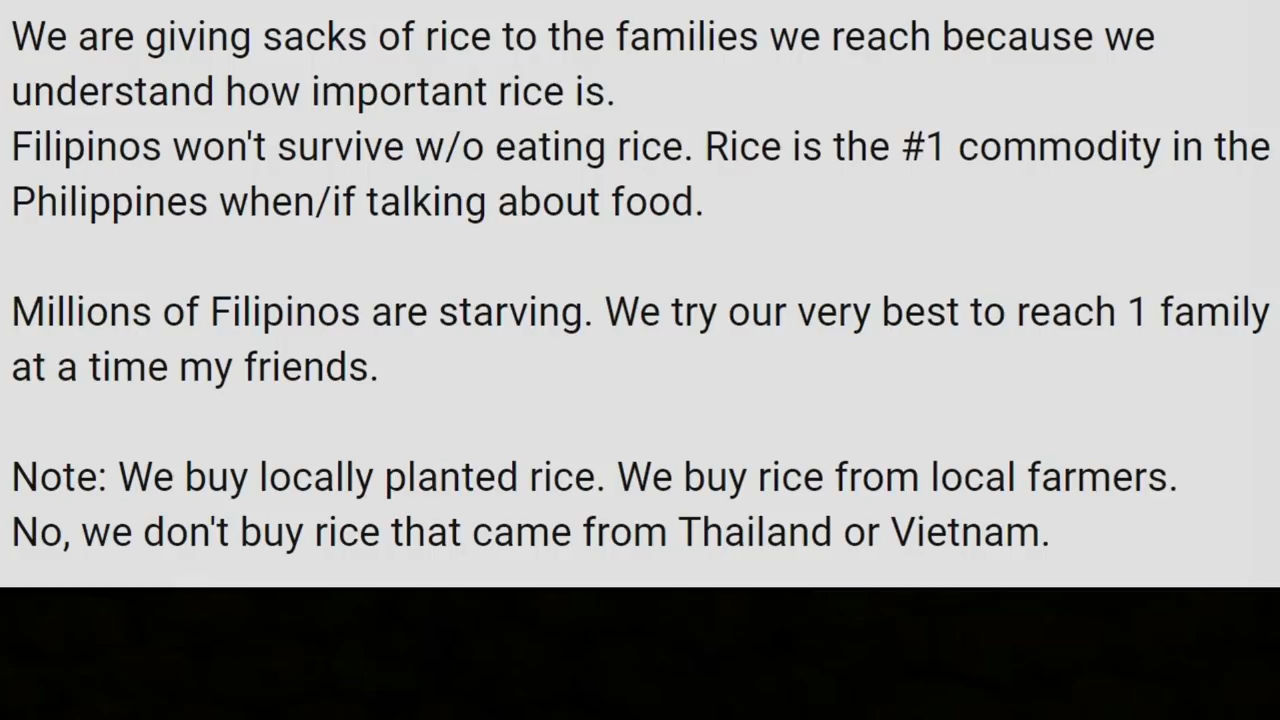 We are giving sacks of rice to the families we reach because we
understand how important rice is.
Filipinos won't survive w/o eating rice. Rice is the #1 commodity in the
Philippines when/if talking about food.
Millions of Filipinos are starving. We try our very best to reach 1 family
at a time my friends.
Note: We buy locally planted rice. We buy rice from local farmers.
No, we don't buy rice that came from Thailand or Vietnam.